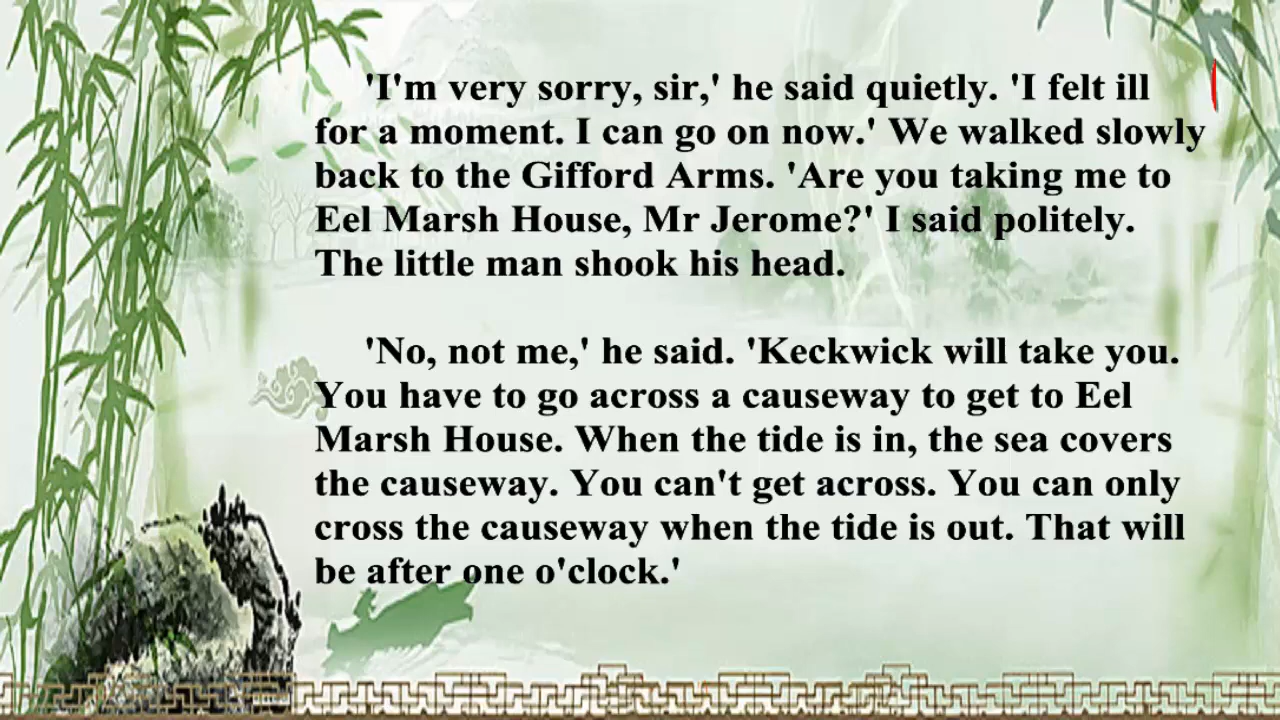 'I'm very sorry, sir,' he said quietly. 'I felt ill
for a moment. I can go on now.' We walked slowly
back to the Gifford Arms. 'Are you taking me to
Eel Marsh House, Mr Jerome?' I said politely.
The little man shook his head.
'No, not me,' he said. 'Keckwick will take you.
You have to go across a causeway to get to Eel
Marsh House. When the tide is in, the sea covers
the causeway. You can't get across. You can only
cross the causeway when the tide is out. That will
be after one o'clock.'